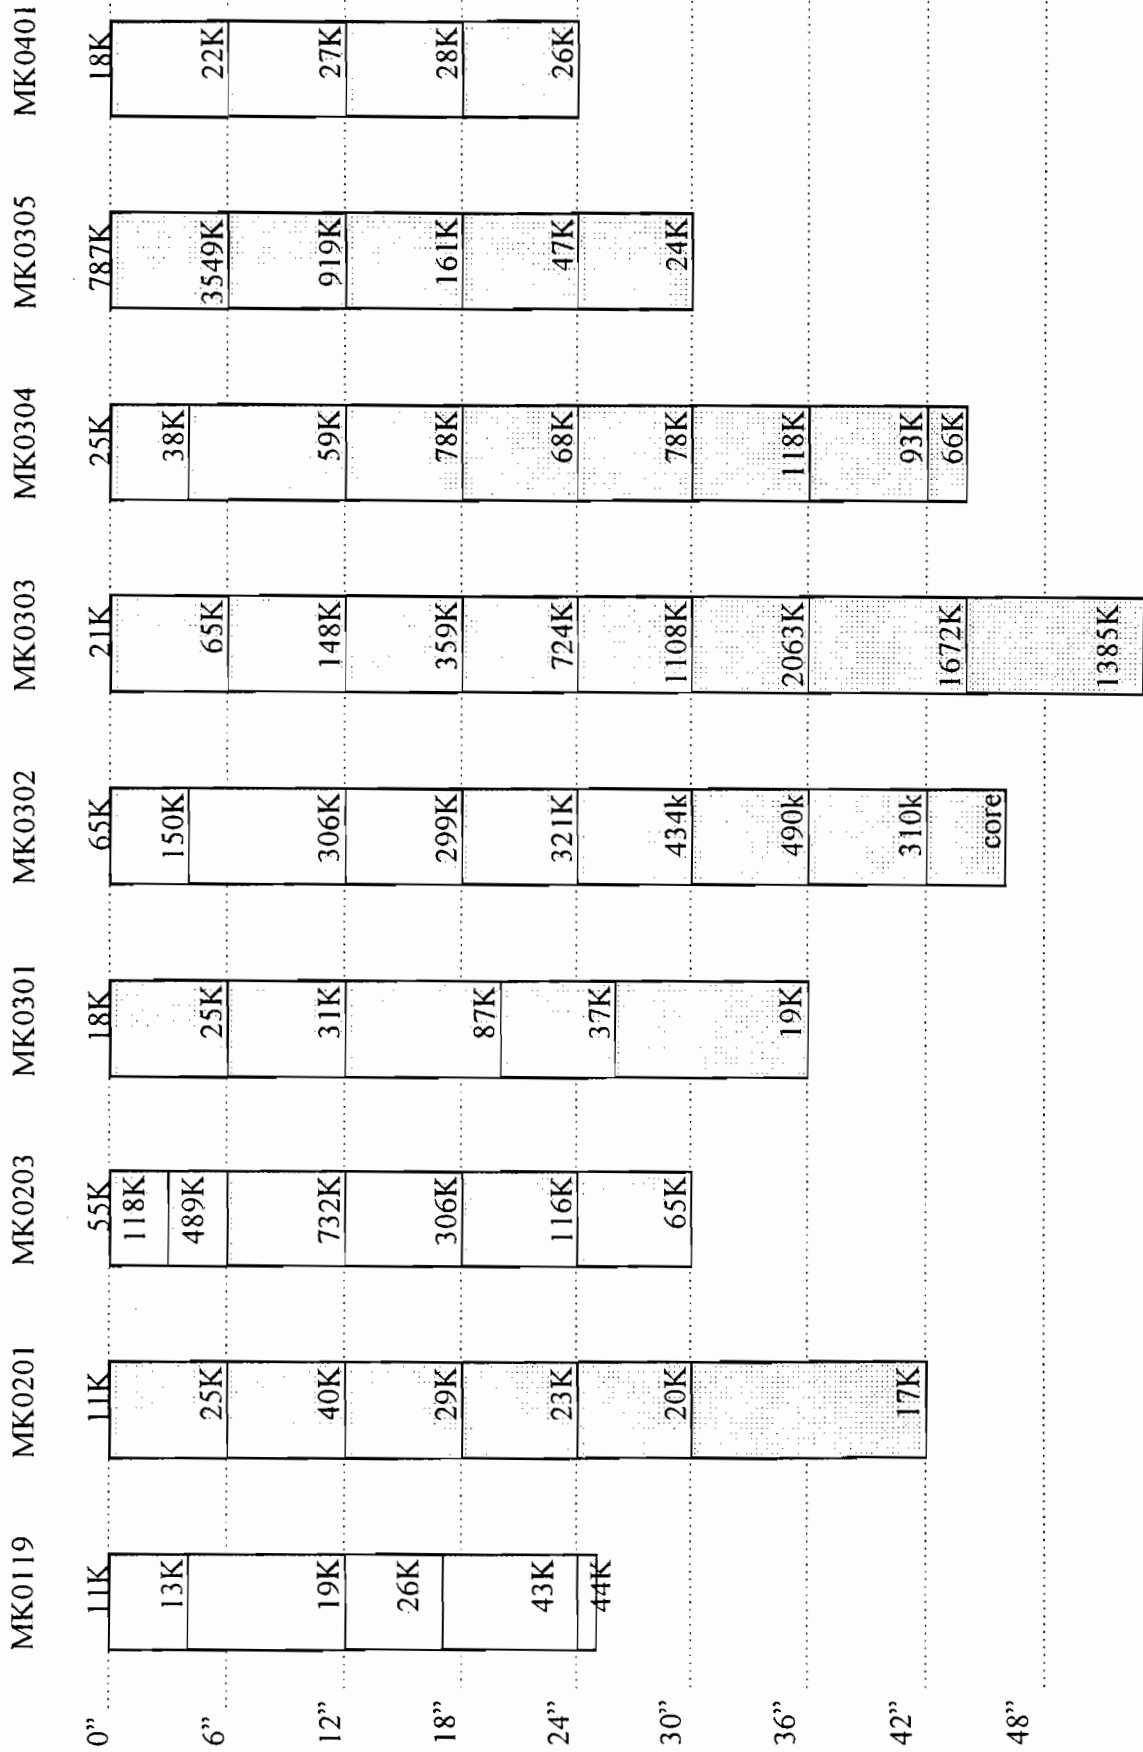 MK0119 MK0201 MK0203 MK0301 MK0302 MK0303 MK0304 MK0305 MK0401
0” 11K 11K 55K 18K 65K 21K 25K 787K 18K
118K
13K 150K 38K
6” 25K 489K 25K 65K 3549K 22K
12” 19K 40K 732K 31K 306K 148K 59K 919K 27K
26K
18” 29K 306K 299K 359K 78K 161K 28K
87K
24” 43K 23K 116K 321K 724K 68K 47K 26K
44K 37K
30” 20K 65K 434k 1108K 78K 24K
36” 19K 490k 2063K 118K
42” 17K 310k 93K
1672K 66K
core
48”
1385K